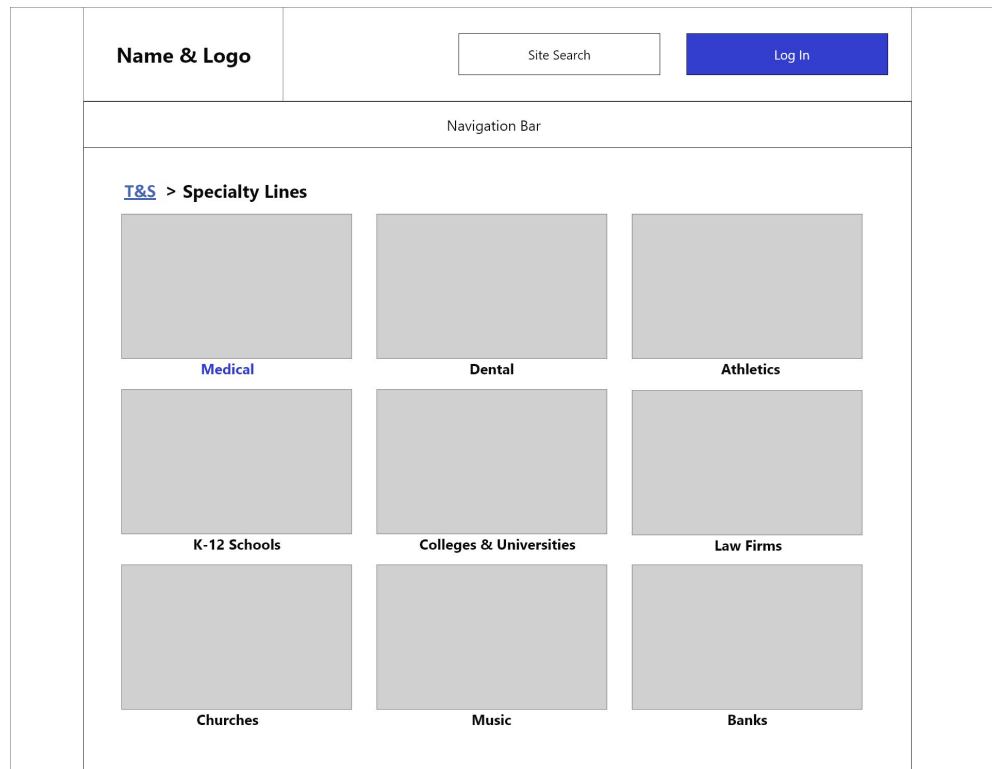 Name & Logo
Site Search
Log In
Navigation Bar
T&S > Specialty Lines
Medical
Dental
Athletics
K-12 Schools
Colleges & Universities
Law Firms
Churches
Music
Banks